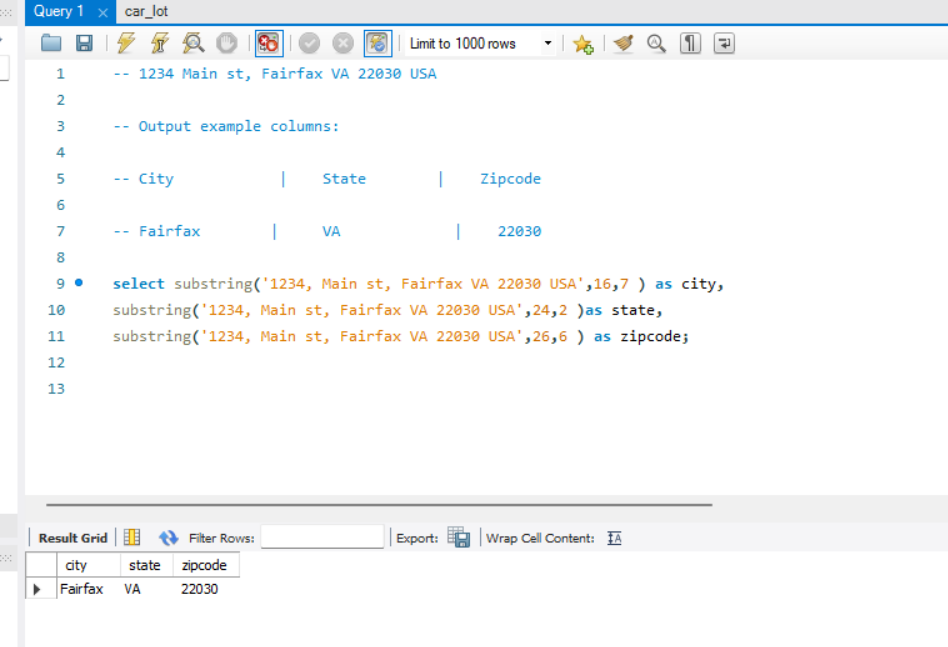 Query 1 × car_lot
Limit to 1000 rows
1 -- 1234 Main st, Fairfax VA 22030 USA
2
3 -- Output example columns:
4
5 -- City | State | Zipcode
6
7 -- Fairfax | VA | 22030
8
9 select substring('1234, Main st, Fairfax VA 22030 USA',16,7 ) as city,
10 substring('1234, Main st, Fairfax VA 22030 USA',24,2 )as state,
11 substring('1234, Main st, Fairfax VA 22030 USA',26,6 ) as zipcode;
12
13
Result Grid Filter Rows: Export: Wrap Cell Content: IA
city state zipcode
Fairfax VA 22030